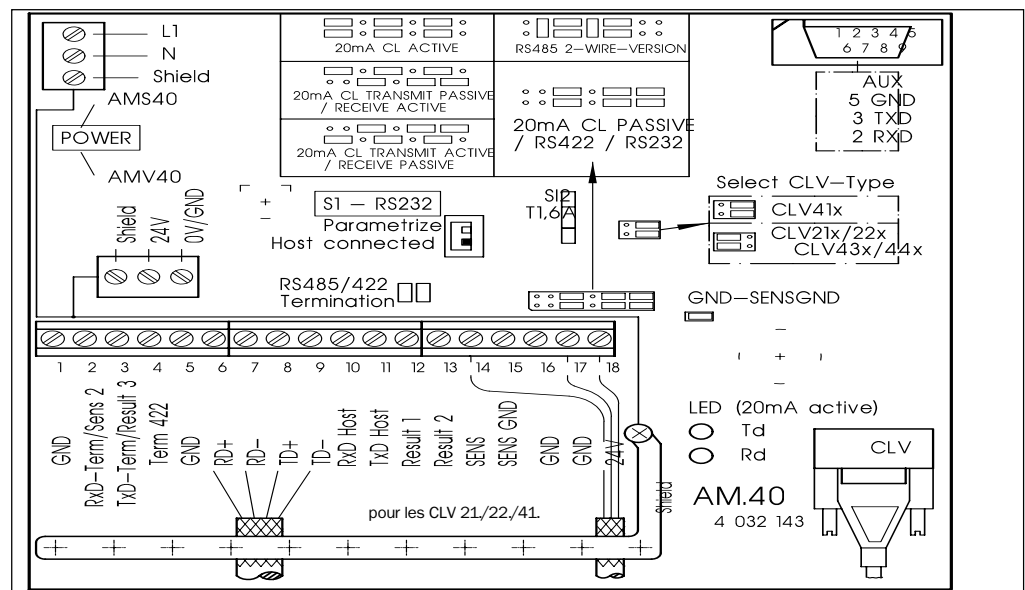 L1
N
Shield
AMS40
POWER
AMV40
Shield
24V
0V/GND
20mA CL ACTIVE
20mA CL TRANSMIT PASSIVE
/ RECEIVE ACTIVE
20mA CL TRANSMIT ACTIVE
/ RECEIVE PASSIVE
RS485 2-WIRE-VERSION
20mA CL PASSIVE
/ RS422 / RS232
1 2 3 4 5
6 7 8 9
AUX
5 GND
3 TXD
2 RXD
S1 - RS232
Parametrize
Host connected
SI2
T1,6A
Select CLV-Type
CLV41x
CLV21x/22x
CLV43x/44x
RS485/422
Termination
GND-SENSGND
1 2 3 4 5 6 7 8 9 10 11 12 13 14 15 16 17 18
GND
RxD-Term/Sens 2
TxD-Term/Result 3
Term 422
GND
RD+
RD-
TD+
TD-
RxD Host
TxD Host
Result 1
Result 2
SENS
SENS GND
GND
GND
24V
Shield
LED (20mA active)
Td
Rd
CLV
AM.40
4 032 143
pour les CLV 21./22./41.